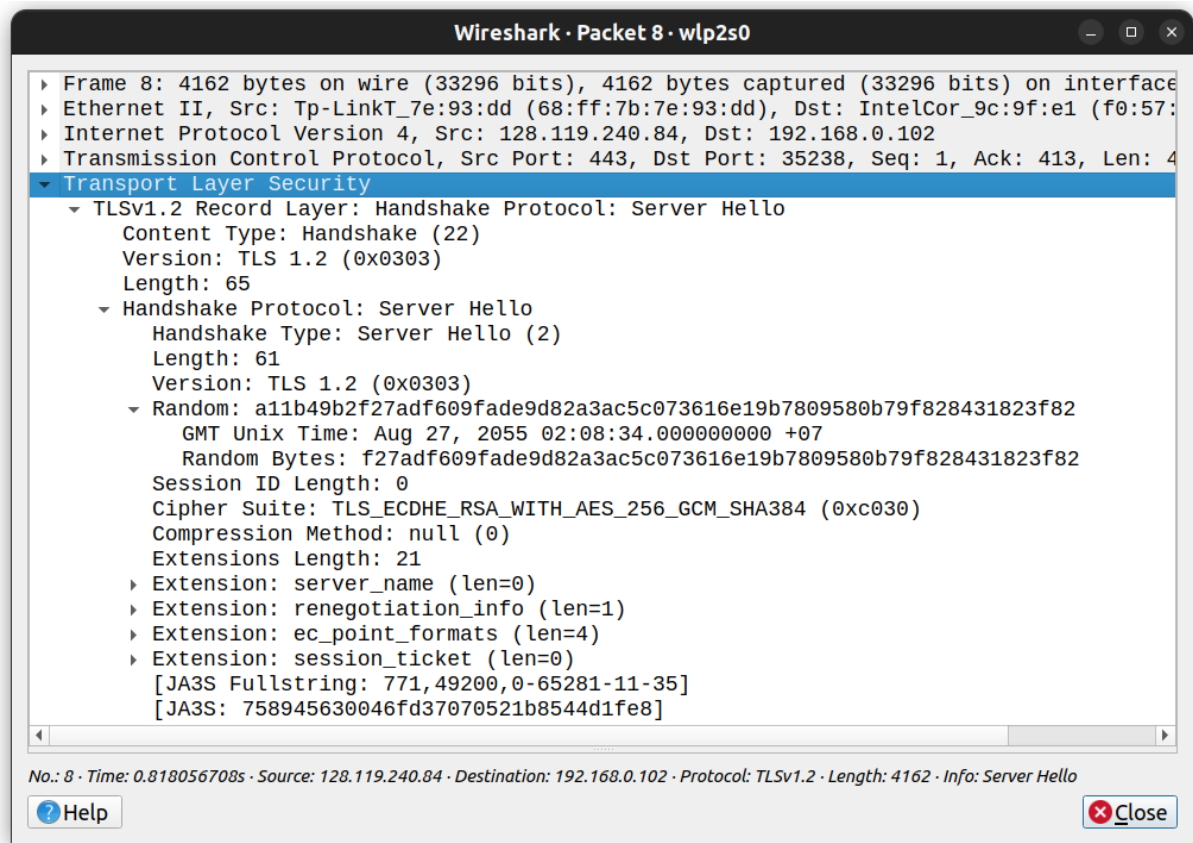 Wireshark · Packet 8 · wlp2s0
Frame 8: 4162 bytes on wire (33296 bits), 4162 bytes captured (33296 bits) on interface
Ethernet II, Src: Tp-LinkT_7e:93:dd (68:ff:7b:7e:93:dd), Dst: IntelCor_9c:9f:e1 (f0:57:
Internet Protocol Version 4, Src: 128.119.240.84, Dst: 192.168.0.102
Transmission Control Protocol, Src Port: 443, Dst Port: 35238, Seq: 1, Ack: 413, Len: 4
Transport Layer Security
TLSv1.2 Record Layer: Handshake Protocol: Server Hello
Content Type: Handshake (22)
Version: TLS 1.2 (0x0303)
Length: 65
Handshake Protocol: Server Hello
Handshake Type: Server Hello (2)
Length: 61
Version: TLS 1.2 (0x0303)
Random: a11b49b2f27adf609fade9d82a3ac5c073616e19b7809580b79f828431823f82
GMT Unix Time: Aug 27, 2055 02:08:34.000000000 +07
Random Bytes: f27adf609fade9d82a3ac5c073616e19b7809580b79f828431823f82
Session ID Length: 0
Cipher Suite: TLS_ECDHE_RSA_WITH_AES_256_GCM_SHA384 (0xc030)
Compression Method: null (0)
Extensions Length: 21
Extension: server_name (len=0)
Extension: renegotiation_info (len=1)
Extension: ec_point_formats (len=4)
Extension: session_ticket (len=0)
[JA3S Fullstring: 771,49200,0-65281-11-35]
[JA3S: 758945630046fd37070521b8544d1fe8]
No.: 8 · Time: 0.818056708s · Source: 128.119.240.84 · Destination: 192.168.0.102 · Protocol: TLSv1.2 · Length: 4162 · Info: Server Hello
Help
Close